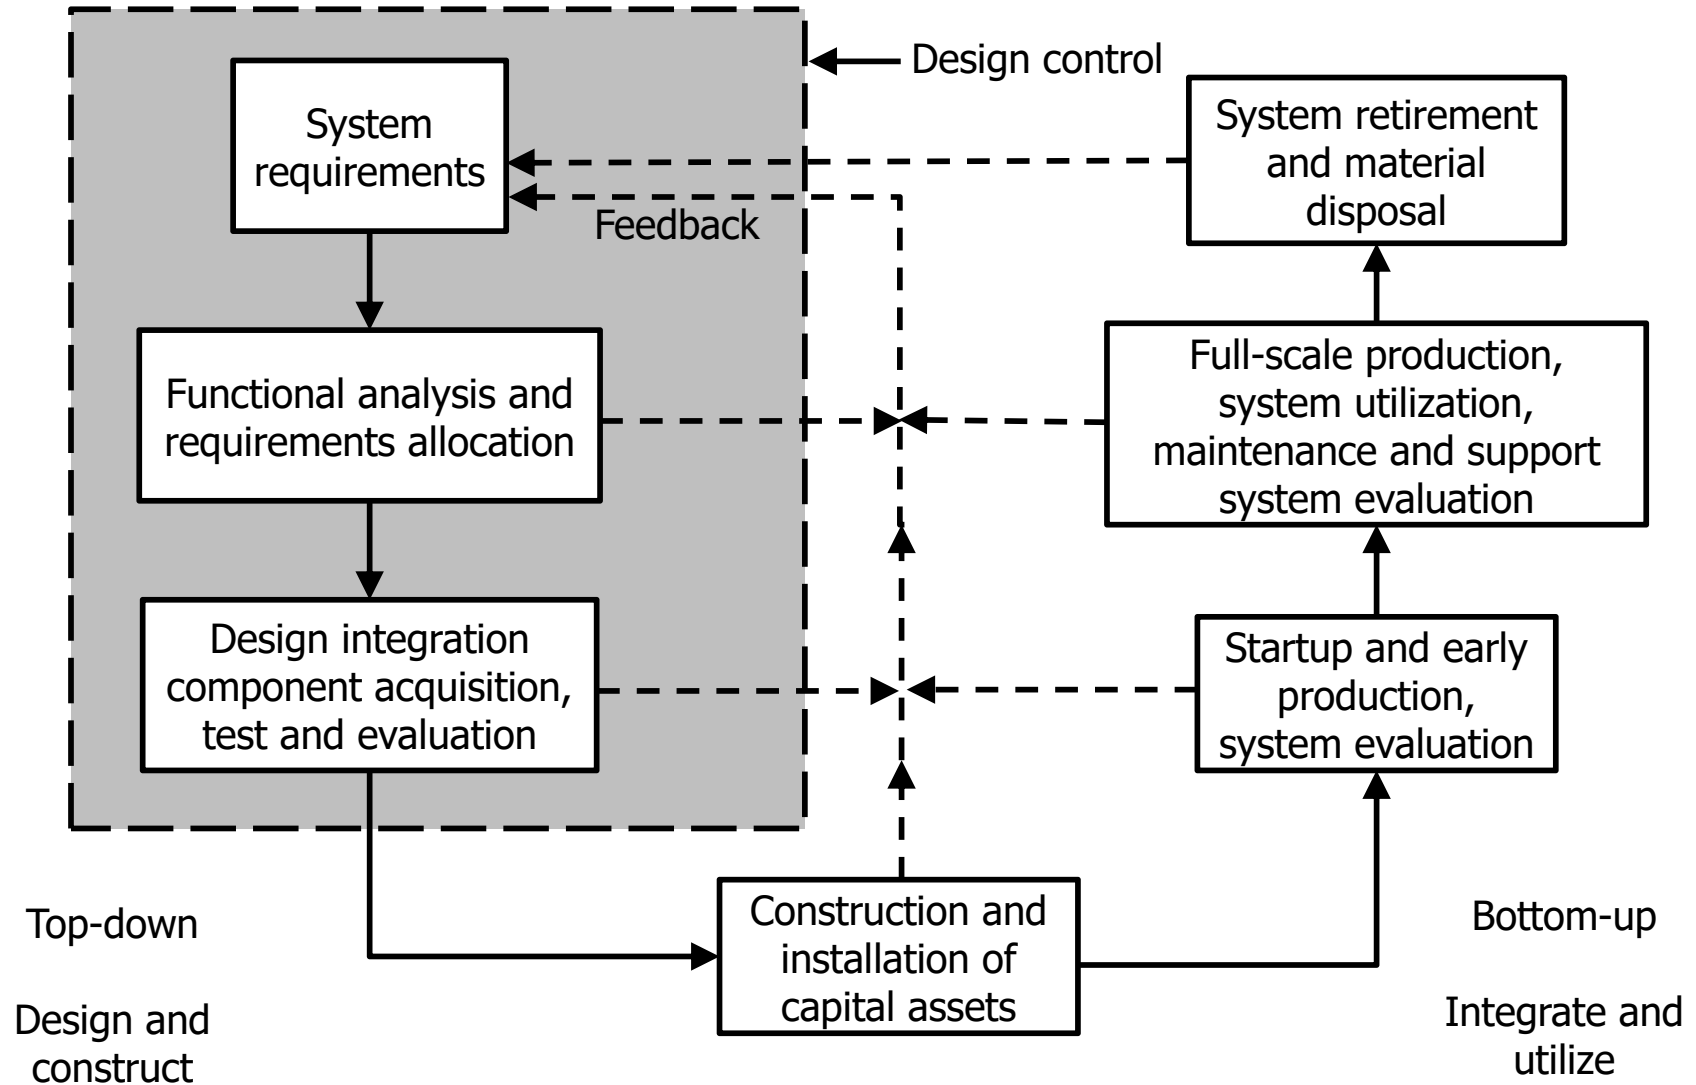 Design control
System
requirements
System retirement
and material
disposal
Feedback
Functional analysis and
requirements allocation
Full-scale production,
system utilization,
maintenance and support
system evaluation
Design integration
component acquisition,
test and evaluation
Startup and early
production,
system evaluation
Construction and
installation of
capital assets
Top-down
Bottom-up
Design and
construct
Integrate and
utilize